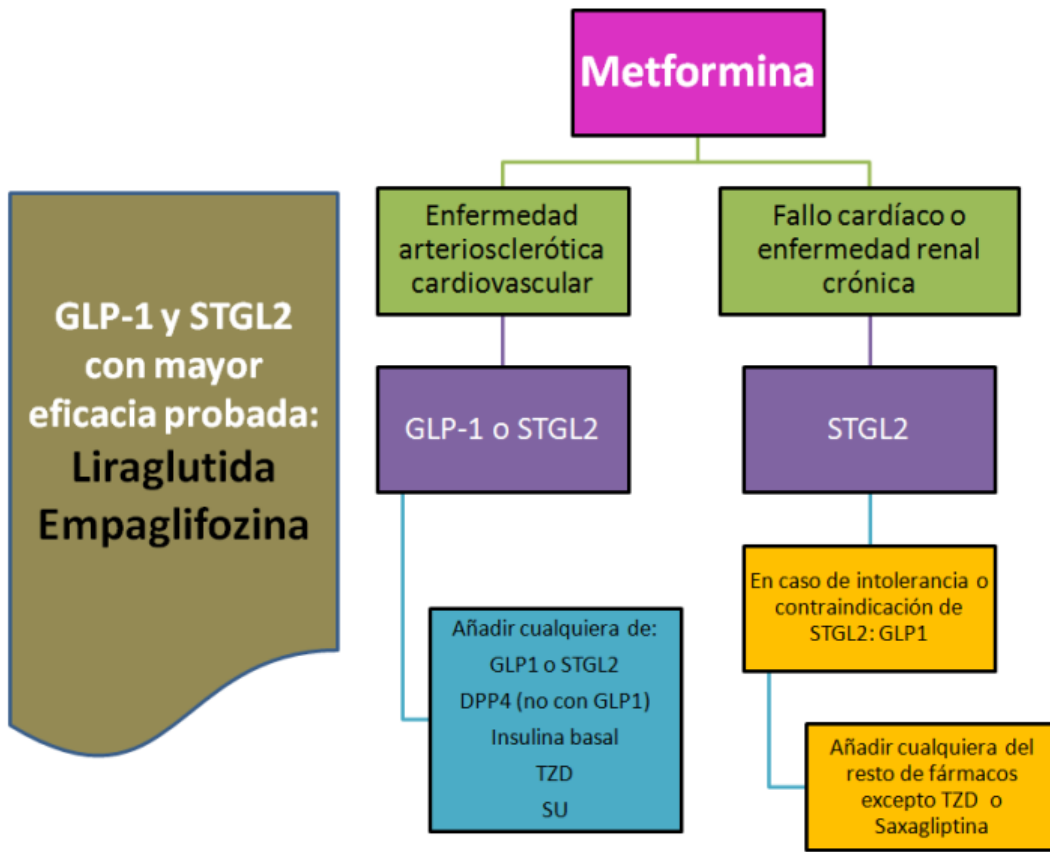 Metformina
GLP-1 y STGL2
con mayor
eficacia probada:
Liraglutida
Empaglifozina
Enfermedad
arteriosclerótica
cardiovascular
GLP-1 o STGL2
Añadir cualquiera de:
GLP1 o STGL2
DPP4 (no con GLP1)
Insulina basal
TZD
SU
Fallo cardíaco o
enfermedad renal
crónica
STGL2
En caso de intolerancia o
contraindicación de
STGL2: GLP1
Añadir cualquiera del
resto de fármacos
excepto TZD o
Saxagliptina